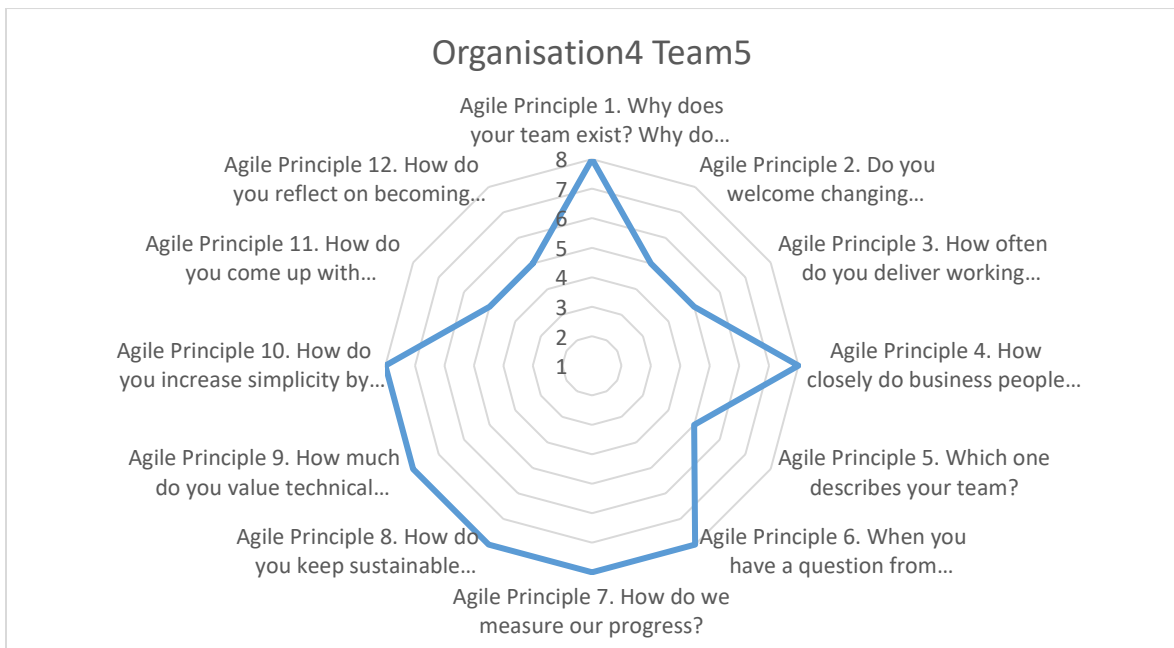 Organisation4 Team5
Agile Principle 1. Why does
your team exist? Why do…
Agile Principle 2. Do you
welcome changing…
Agile Principle 3. How often
do you deliver working…
Agile Principle 4. How
closely do business people…
Agile Principle 5. Which one
describes your team?
Agile Principle 6. When you
have a question from…
Agile Principle 7. How do we
measure our progress?
Agile Principle 8. How do
you keep sustainable…
Agile Principle 9. How much
do you value technical…
Agile Principle 10. How do
you increase simplicity by…
Agile Principle 11. How do
you come up with…
Agile Principle 12. How do
you reflect on becoming…
8
7
6
5
4
3
2
1